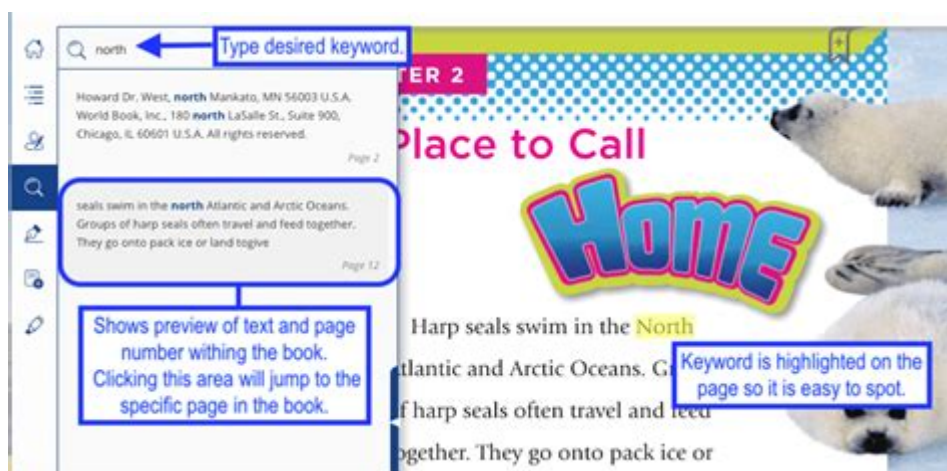 north
Type desired keyword.
Howard Dr. West, north Mankato, MN 56003 U.S.A.
World Book, Inc., 180 north LaSalle St., Suite 900,
Chicago, IL 60601 U.S.A. All rights reserved.
Page 2
seals swim in the north Atlantic and Arctic Oceans.
Groups of harp seals often travel and feed together.
They go onto pack ice or land togive
Page 12
Shows preview of text and page
number withing the book.
Clicking this area will jump to the
specific page in the book.
TER 2
Place to Call
Home
Harp seals swim in the North
tlantic and Arctic Oceans. G
Keyword is highlighted on the
page so it is easy to spot.
f harp seals often travel and feed
ogether. They go onto pack ice or